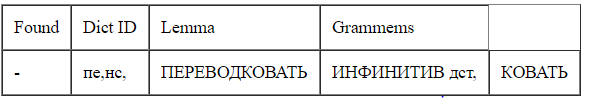 Found Dict ID Lemma Grammems
- пе,нс, ПЕРЕВОДКОВАТЬ ИНФИНИТИВ дст, КОВАТЬ